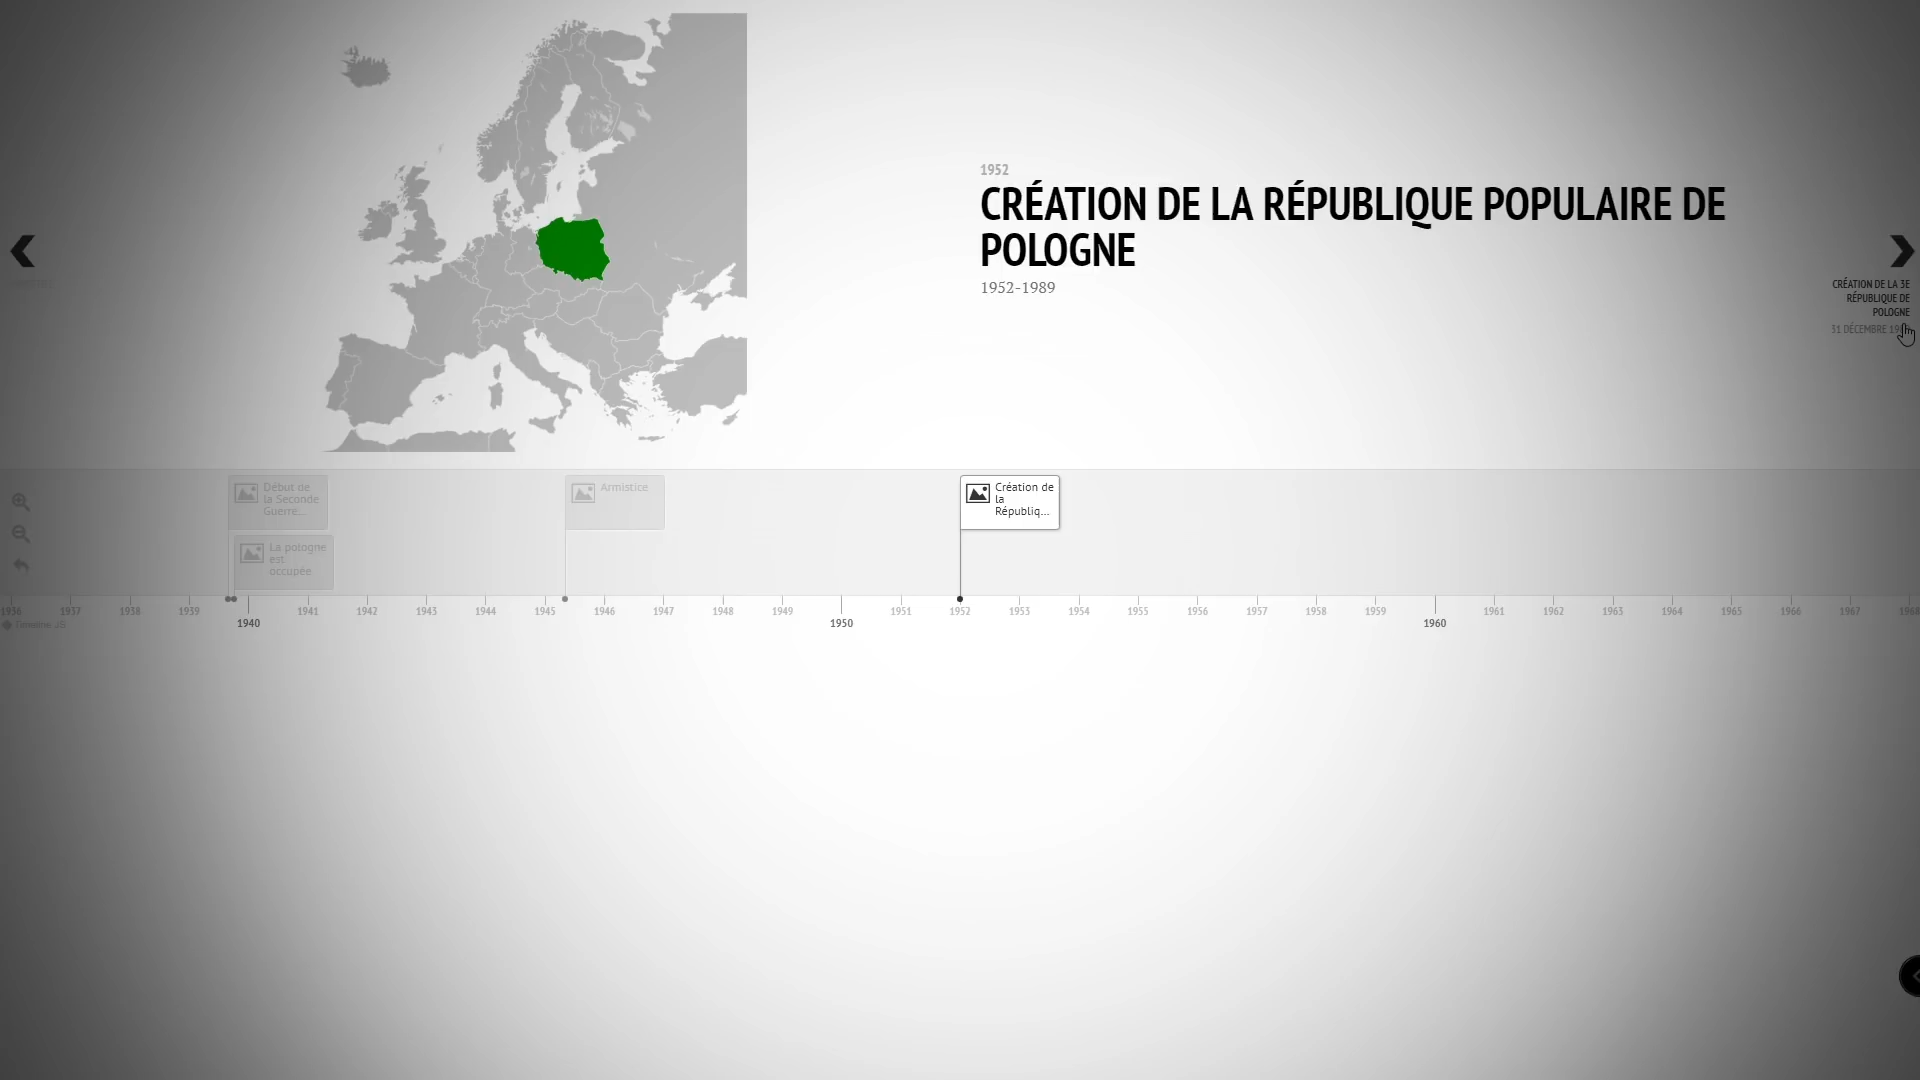 1952
CRÉATION DE LA RÉPUBLIQUE POPULAIRE DE
POLOGNE
1952-1989
CRÉATION DE LA 3E
RÉPUBLIQUE DE
POLOGNE
31 DÉCEMBRE
Début de
la Seconde
Guerre...
Armistice
Création de
la
Républiq...
La pologne
est
occupée
1936 1937 1938 1939 1941 1942 1943 1944 1945 1946 1947 1948 1949 1951 1952 1953 1954 1955 1956 1957 1958 1959 1961 1962 1963 1964 1965 1966 1967 1968
Timeline JS
1940 1950 1960